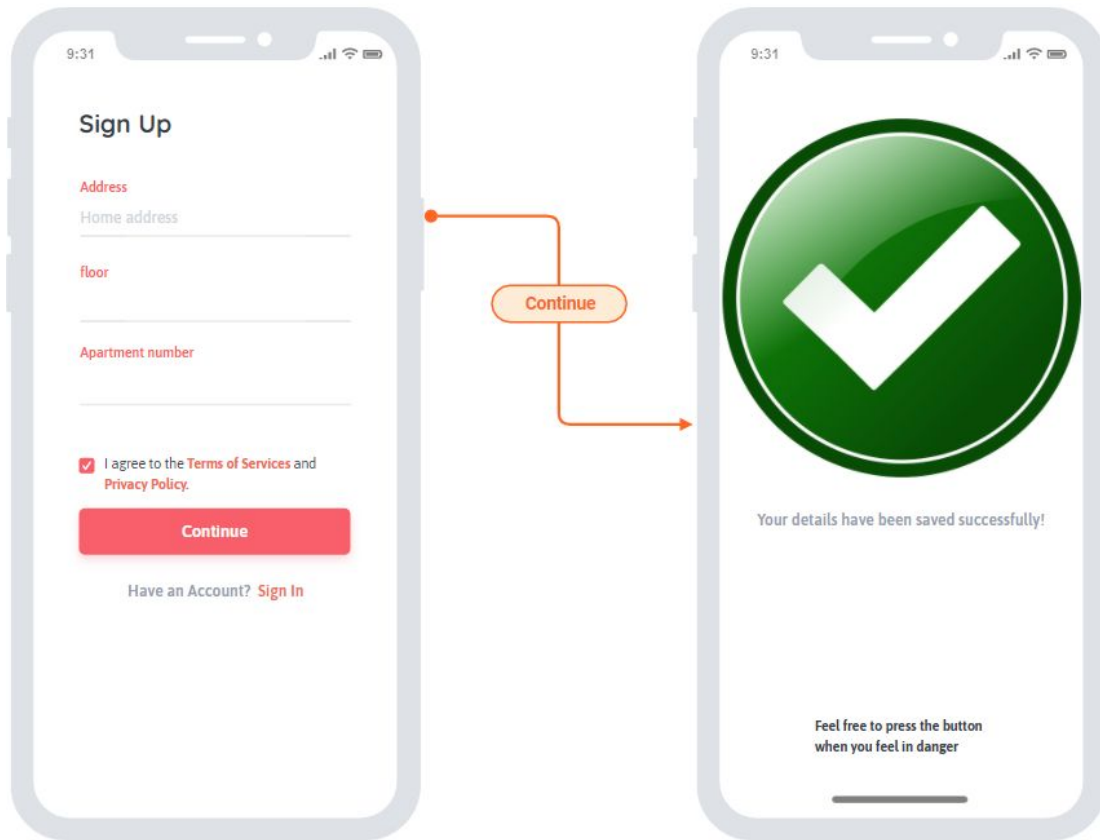 9:31
Sign Up
Address
Home address
floor
Apartment number
I agree to the Terms of Services and
Privacy Policy.
Continue
Have an Account? Sign In
Continue
9:31
Your details have been saved successfully!
Feel free to press the button
when you feel in danger